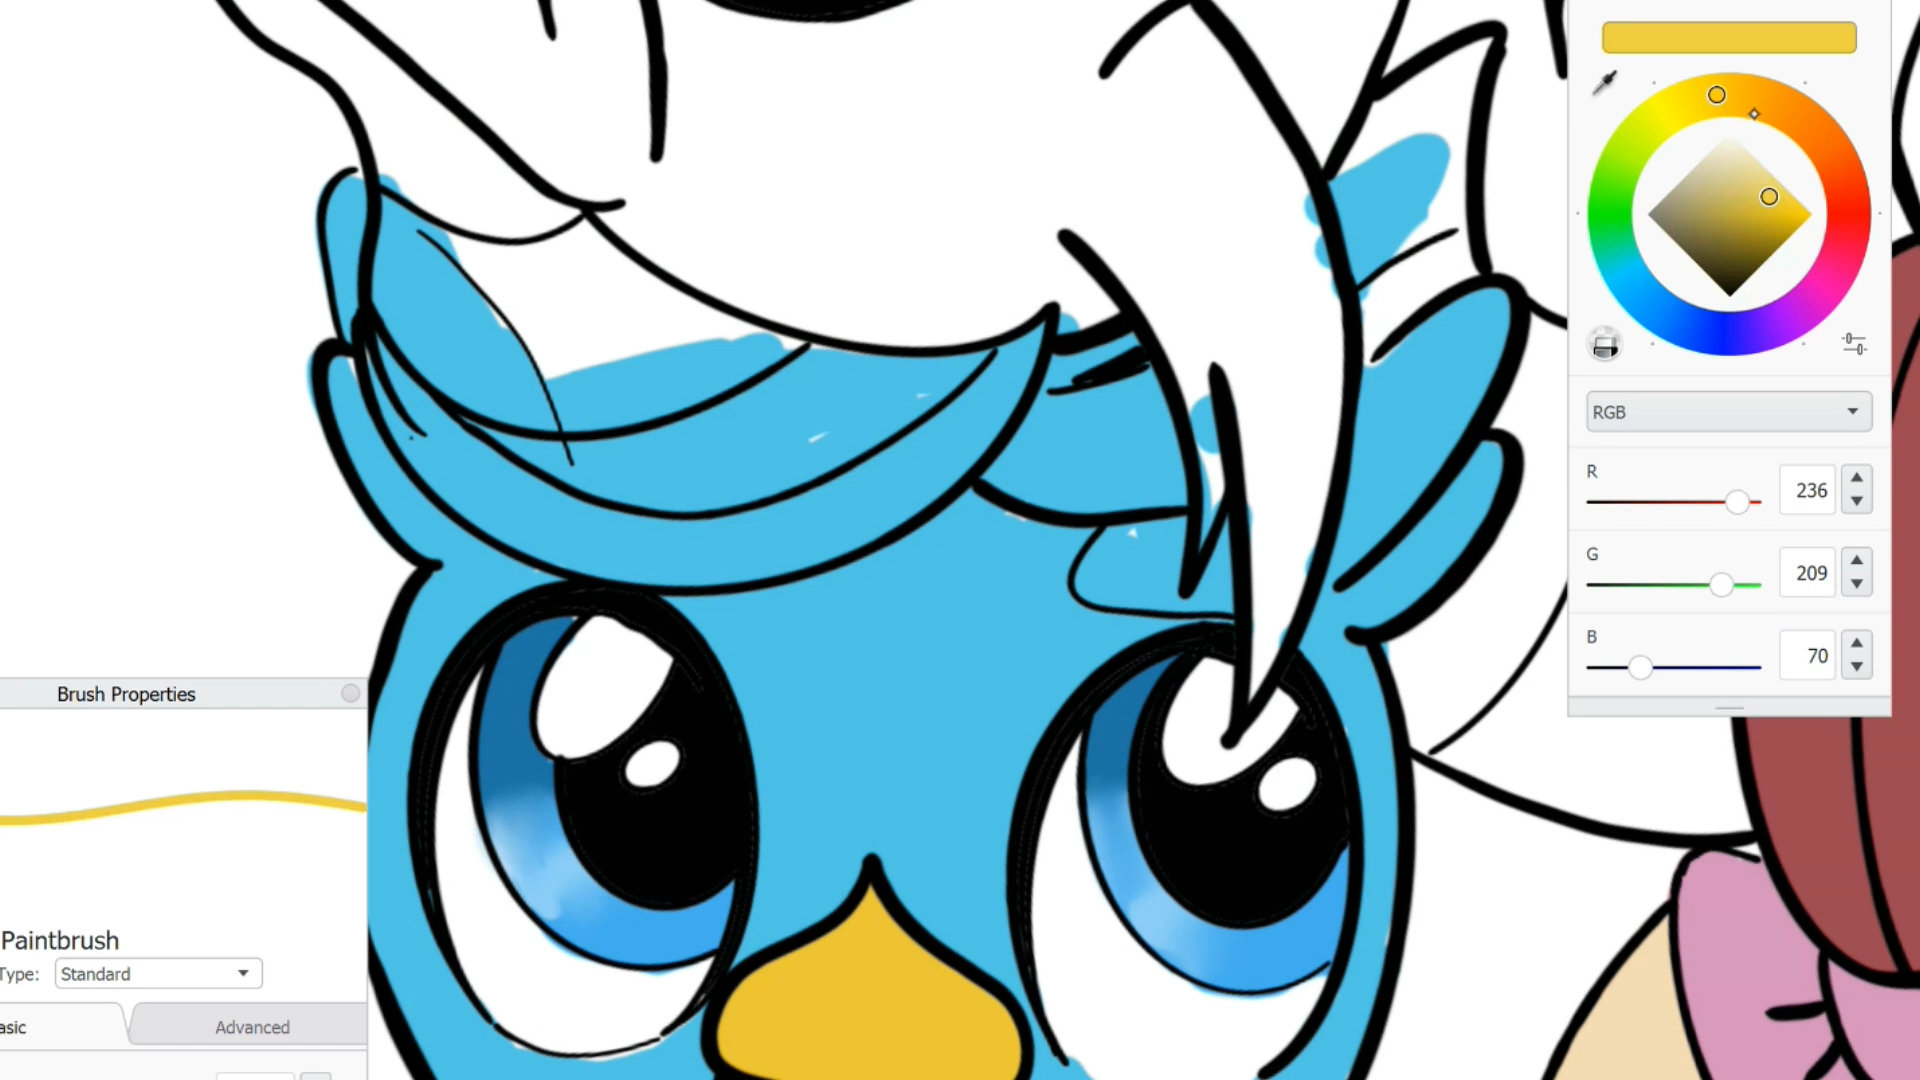 RGB
R
236
G
209
B
70
Brush Properties
Paintbrush
Type:
Standard
asic
Advanced